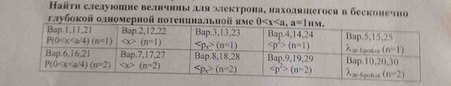 Найти следующие величины для электрона, находящегося в бесконечно
глубокой одномерной потенциальной яме 0<x<a, a=1нм.
Вар.1,11,21 Вар.2,12,22 Вар.3,13,23 Вар.4,14,24 Вар.5,15,25
P(0<x<a/4) (n=1) <x> (n=1) <pₓ> (n=1) <p²> (n=1) λде-Бройля (n=1)
Вар.6,16,21 Вар.7,17,27 Вар.8,18,28 Вар.9,19,29 Вар.10,20,30
P(0<x<a/4) (n=2) <x> (n=2) <pₓ> (n=2) <p²> (n=2) λде-Бройля (n=2)